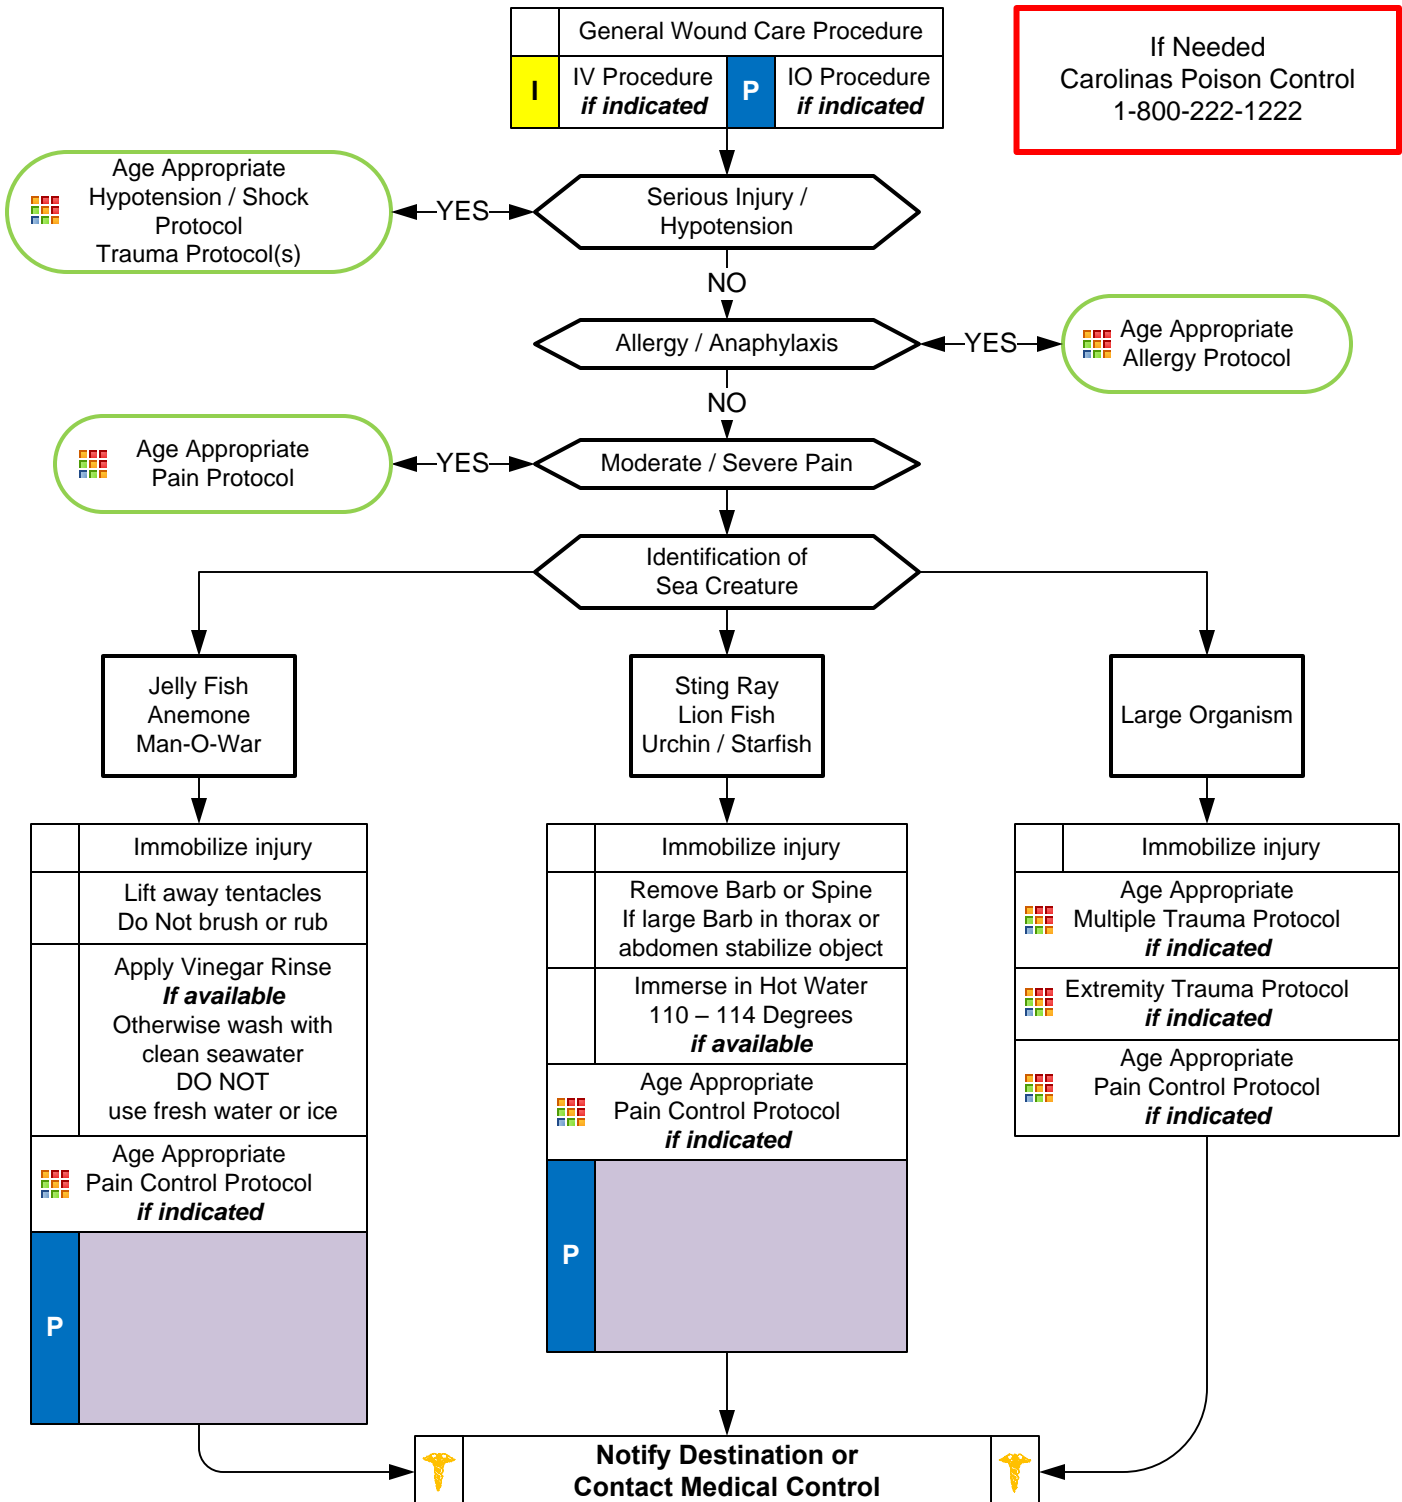 General Wound Care Procedure
I
IV Procedure
if indicated
P
IO Procedure
if indicated
If Needed
Carolinas Poison Control
1-800-222-1222
Age Appropriate
Hypotension / Shock
Protocol
Trauma Protocol(s)
YES
Serious Injury /
Hypotension
NO
Allergy / Anaphylaxis
YES
Age Appropriate
Allergy Protocol
NO
Age Appropriate
Pain Protocol
YES
Moderate / Severe Pain
Identification of
Sea Creature
Jelly Fish
Anemone
Man-O-War
Sting Ray
Lion Fish
Urchin / Starfish
Large Organism
Immobilize injury
Lift away tentacles
Do Not brush or rub
Apply Vinegar Rinse
If available
Otherwise wash with
clean seawater
DO NOT
use fresh water or ice
Age Appropriate
Pain Control Protocol
if indicated
P
Immobilize injury
Remove Barb or Spine
If large Barb in thorax or
abdomen stabilize object
Immerse in Hot Water
110 – 114 Degrees
if available
Age Appropriate
Pain Control Protocol
if indicated
P
Immobilize injury
Age Appropriate
Multiple Trauma Protocol
if indicated
Extremity Trauma Protocol
if indicated
Age Appropriate
Pain Control Protocol
if indicated
Notify Destination or
Contact Medical Control